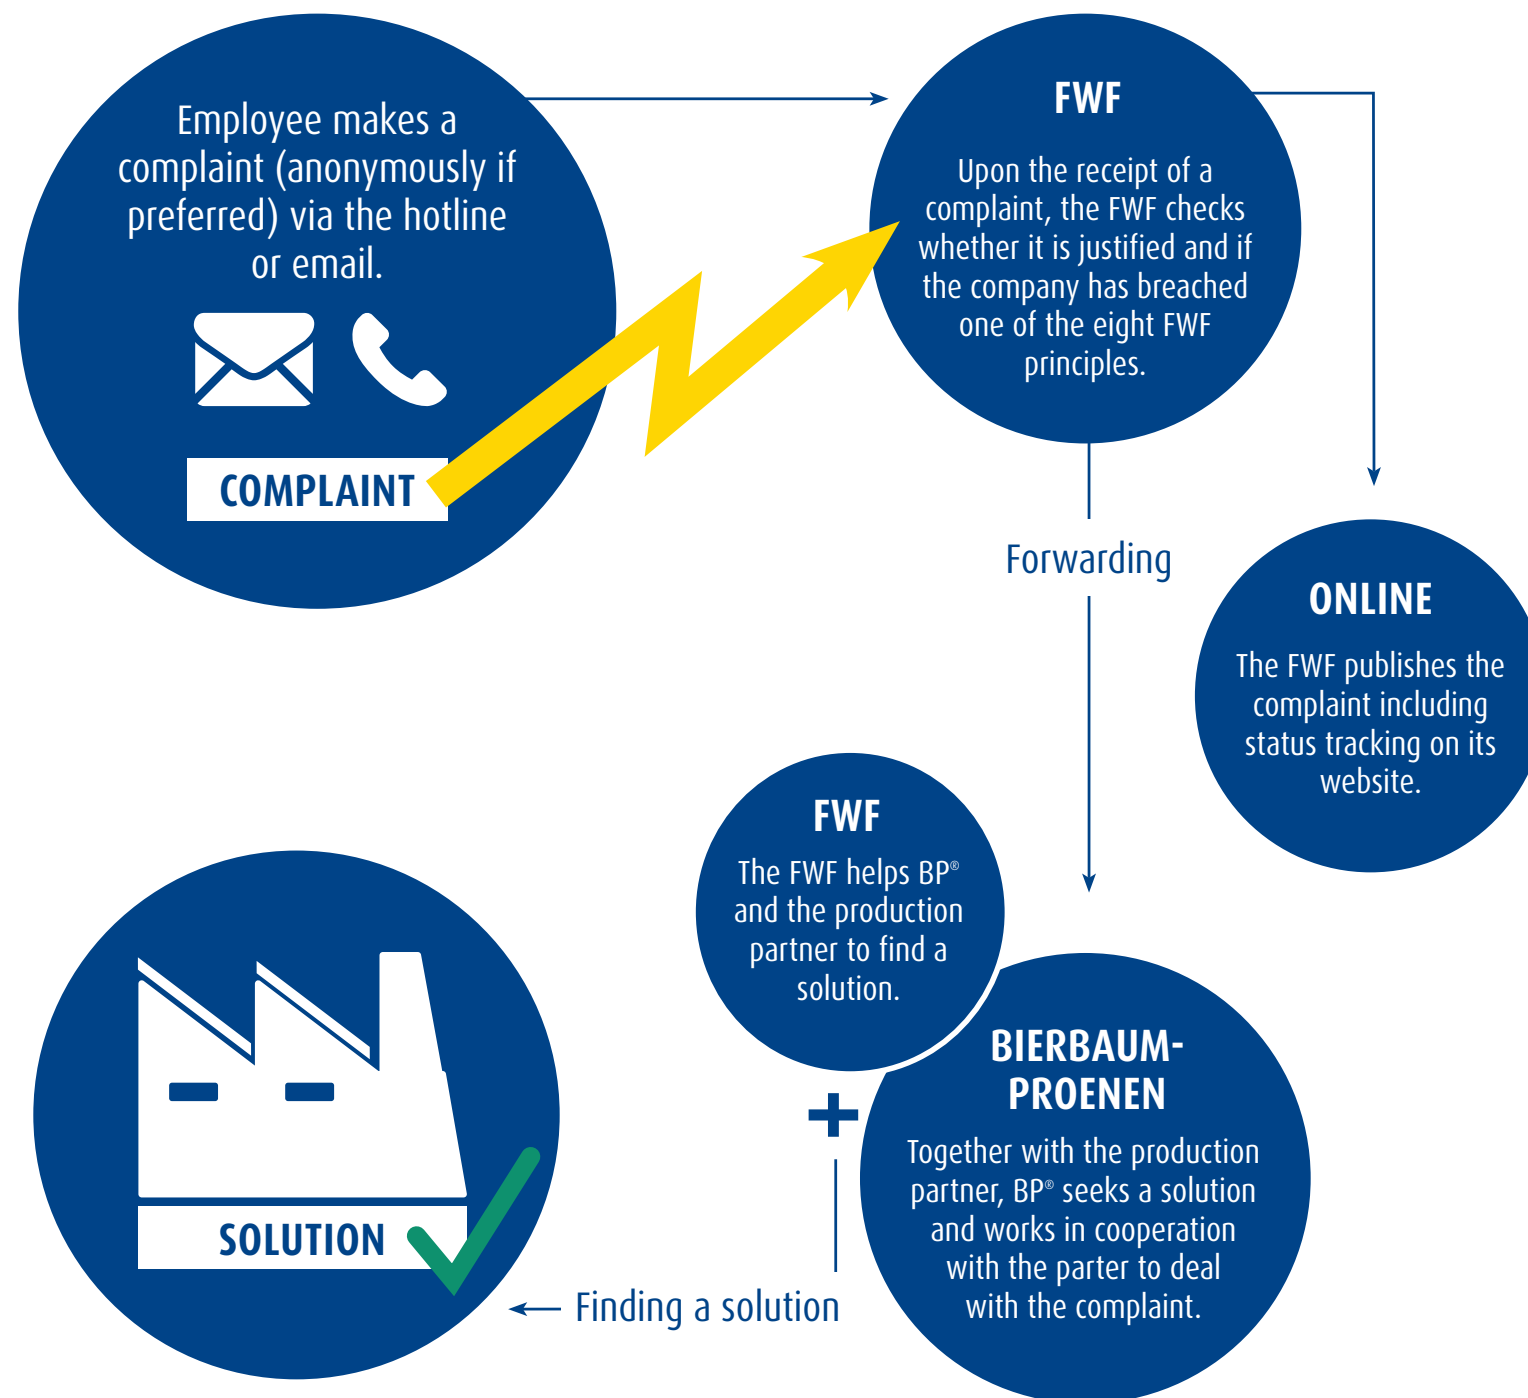 Employee makes a
complaint (anonymously if
preferred) via the hotline
or email.
COMPLAINT
FWF
Upon the receipt of a
complaint, the FWF checks
whether it is justified and if
the company has breached
one of the eight FWF
principles.
Forwarding
ONLINE
The FWF publishes the
complaint including
status tracking on its
website.
FWF
The FWF helps BP®
and the production
partner to find a
solution.
BIERBAUM-
PROENEN
Together with the production
partner, BP® seeks a solution
and works in cooperation
with the parter to deal
with the complaint.
+
Finding a solution
SOLUTION